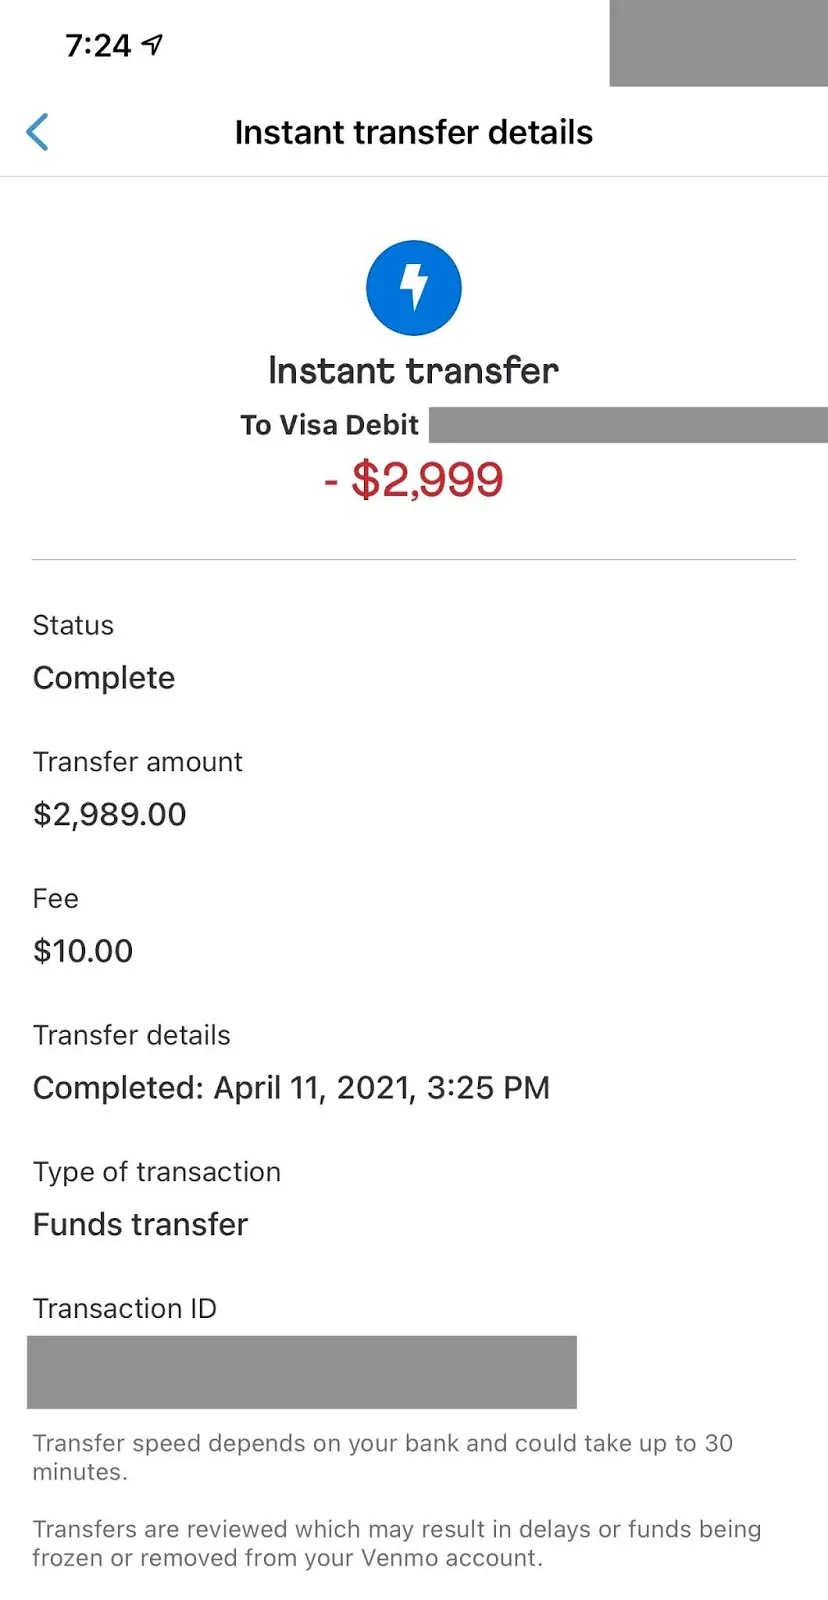 7:24
Instant transfer details
Instant transfer
To Visa Debit
- $2,999
Status
Complete
Transfer amount
$2,989.00
Fee
$10.00
Transfer details
Completed: April 11, 2021, 3:25 PM
Type of transaction
Funds transfer
Transaction ID
Transfer speed depends on your bank and could take up to 30
minutes.
Transfers are reviewed which may result in delays or funds being
frozen or removed from your Venmo account.